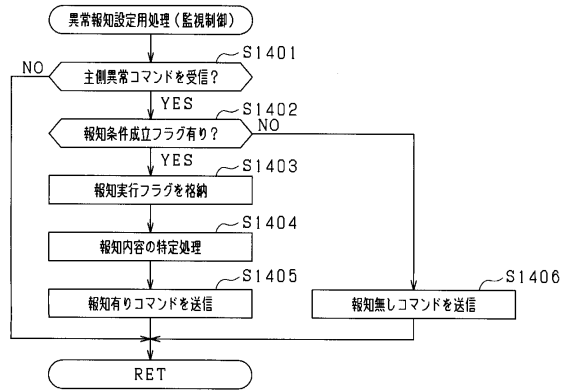 異常報知設定用処理(監視制御)
S1401
NO
主側異常コマンドを受信?
YES
S1402
報知条件成立フラグ有り?
NO
YES
S1403
報知実行フラグを格納
S1404
報知内容の特定処理
S1405
報知有りコマンドを送信
S1406
報知無しコマンドを送信
RET